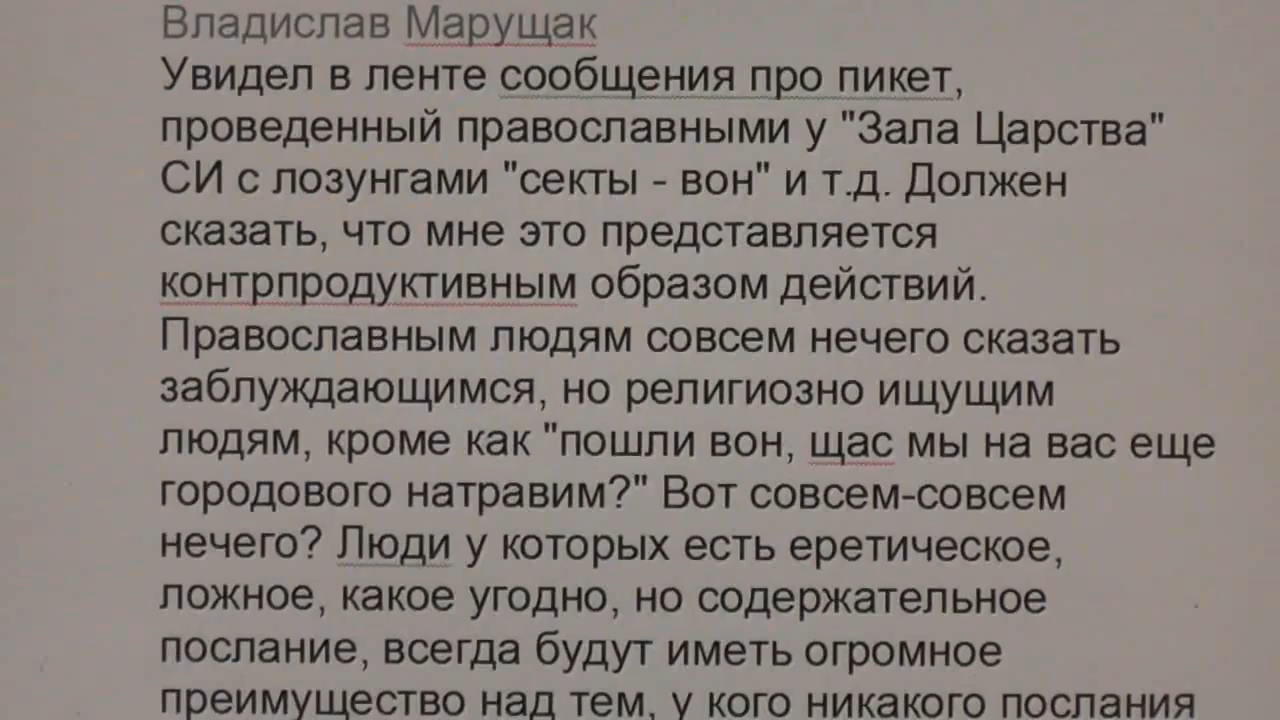 Владислав Марущак
Увидел в ленте сообщения про пикет,
проведенный православными у "Зала Царства"
СИ с лозунгами "секты - вон" и т.д. Должен
сказать, что мне это представляется
контрпродуктивным образом действий.
Православным людям совсем нечего сказать
заблуждающимся, но религиозно ищущим
людям, кроме как "пошли вон, щас мы на вас еще
городового натравим?" Вот совсем-совсем
нечего? Люди у которых есть еретическое,
ложное, какое угодно, но содержательное
послание, всегда будут иметь огромное
преимущество над тем, у кого никакого послания